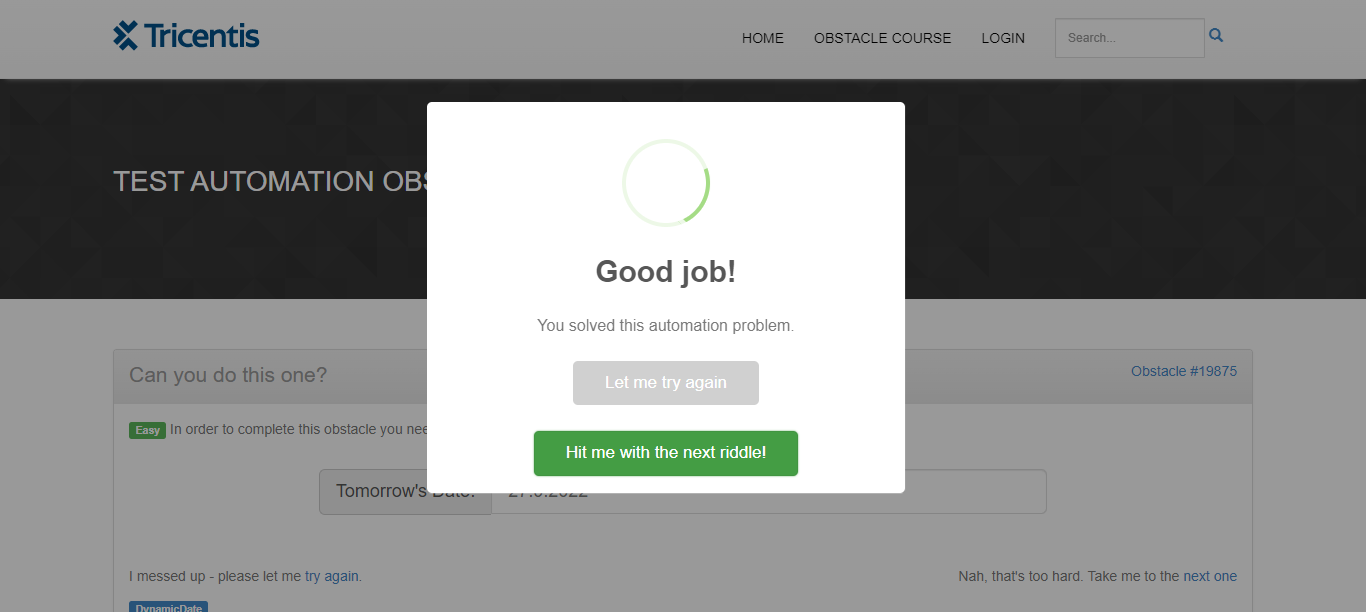 Tricentis
HOME OBSTACLE COURSE LOGIN Search...
TEST AUTOMATION OBS
Good job!
You solved this automation problem.
Let me try again
Hit me with the next riddle!
Can you do this one? Obstacle #19875
Easy In order to complete this obstacle you nee
Tomorrow's Date:
I messed up - please let me try again. Nah, that's too hard. Take me to the next one
DynamicDate